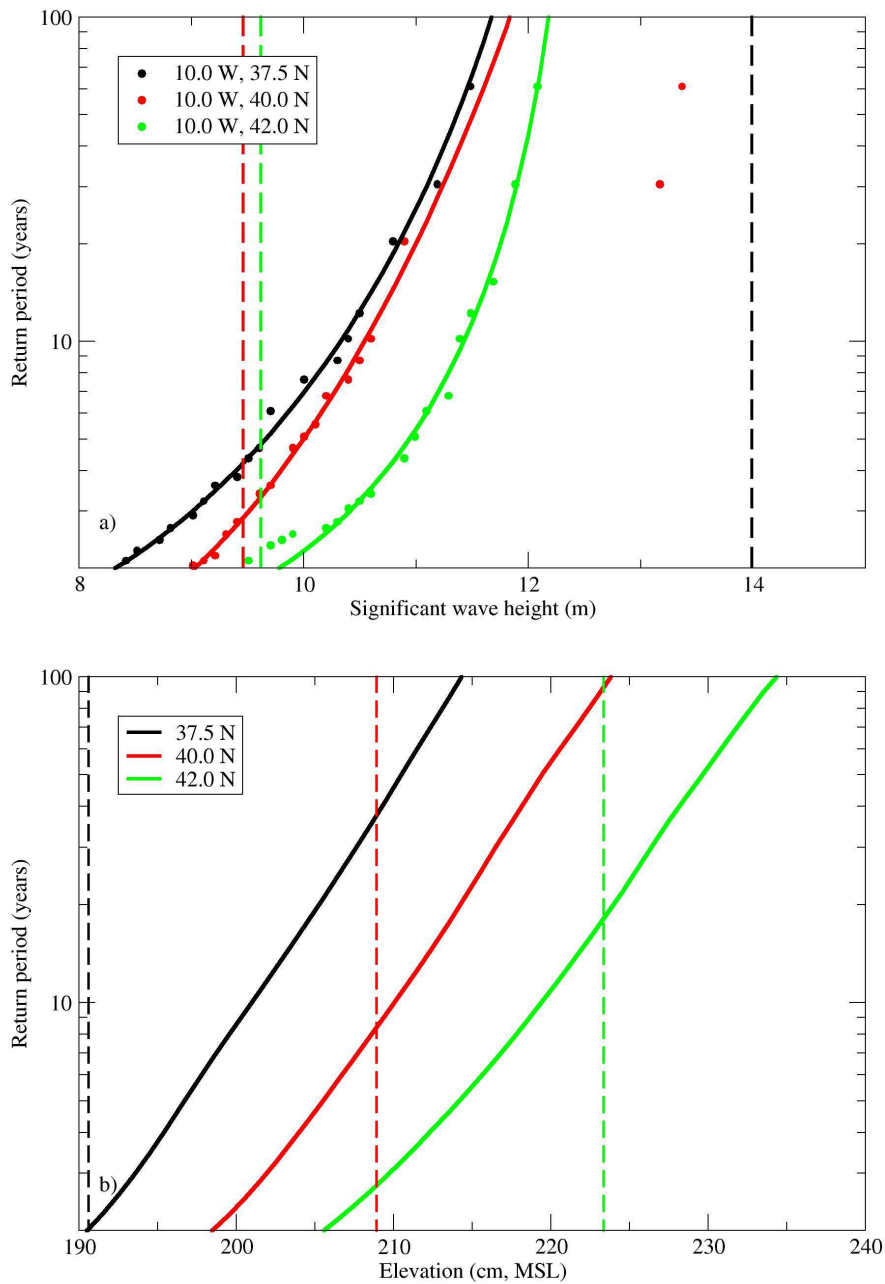 100
10.0 W, 37.5 N
10.0 W, 40.0 N
10.0 W, 42.0 N
Return period (years)
10
a)
8 10 12 14
Significant wave height (m)
100
37.5 N
40.0 N
42.0 N
Return period (years)
10
b)
190 200 210 220 230 240
Elevation (cm, MSL)